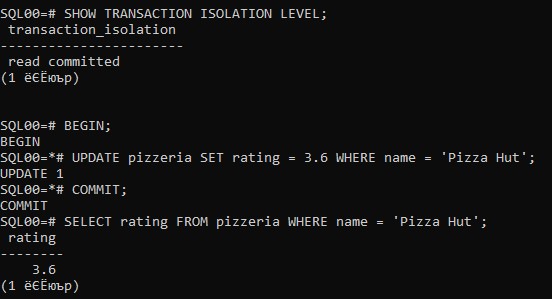 SQL00=# SHOW TRANSACTION ISOLATION LEVEL;
transaction_isolation
-----------------------
read committed
(1 ёЄЁюър)
SQL00=# BEGIN;
BEGIN
SQL00=*# UPDATE pizzeria SET rating = 3.6 WHERE name = 'Pizza Hut';
UPDATE 1
SQL00=*# COMMIT;
COMMIT
SQL00=# SELECT rating FROM pizzeria WHERE name = 'Pizza Hut';
rating
--------
3.6
(1 ёЄЁюър)